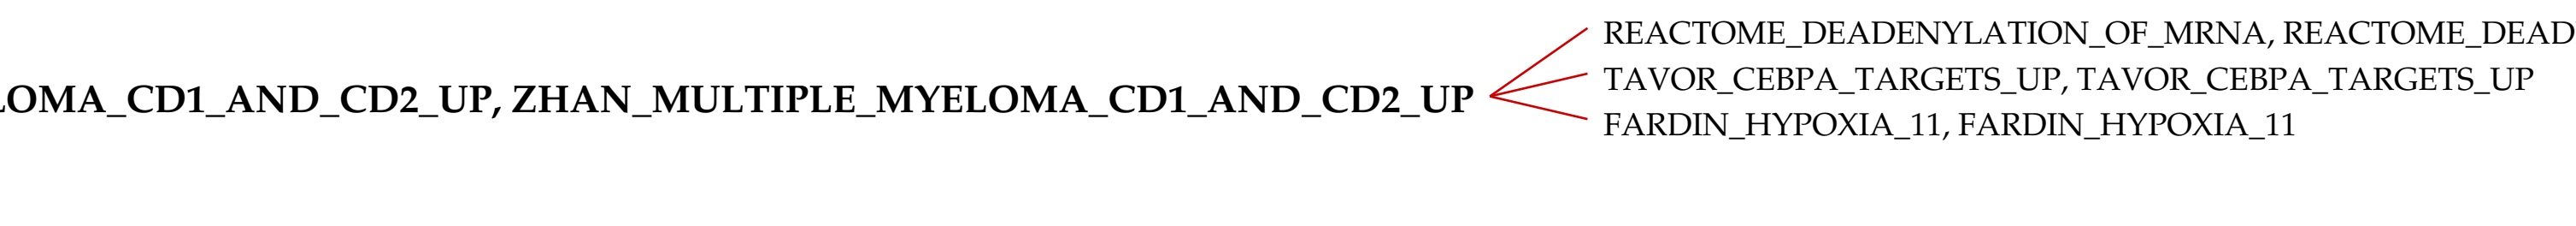 REACTOME_DEADENYLATION_OF_MRNA, REACTOME_DEAD
TAVOR_CEBPA_TARGETS_UP, TAVOR_CEBPA_TARGETS_UP
LOMA_CD1_AND_CD2_UP, ZHAN_MULTIPLE_MYELOMA_CD1_AND_CD2_UP
FARDIN_HYPOXIA_11, FARDIN_HYPOXIA_11